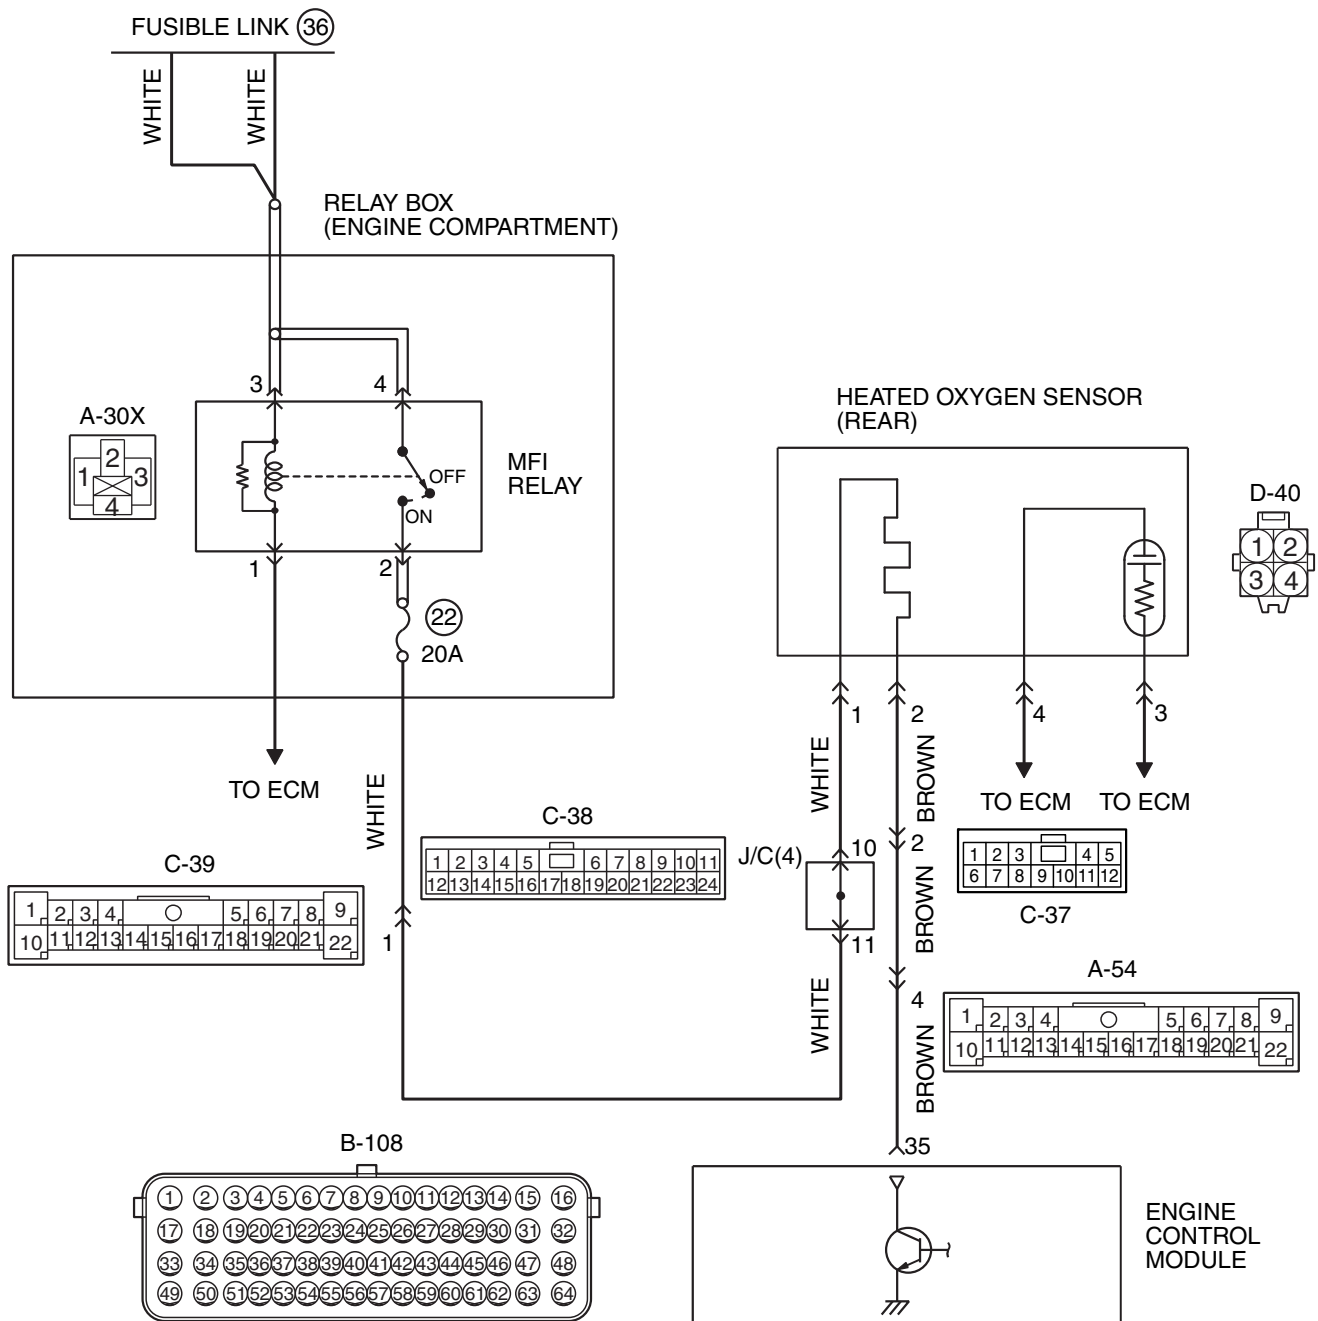 FUSIBLE LINK 36
WHITE
WHITE
RELAY BOX
(ENGINE COMPARTMENT)
3
4
A-30X
1
2
3
4
OFF
ON
MFI
RELAY
1
2
22
20A
TO ECM
WHITE
HEATED OXYGEN SENSOR
(REAR)
D-40
1 2
3 4
1
2
4
3
WHITE
BROWN
TO ECM
TO ECM
C-38
1 2 3 4 5 6 7 8 9 10 11
12 13 14 15 16 17 18 19 20 21 22 23 24
J/C(4)
10
11
2
BROWN
1 2 3 4 5
6 7 8 9 10 11 12
C-37
C-39
1 2 3 4 5 6 7 8 9
10 11 12 13 14 15 16 17 18 19 20 21 22
1
WHITE
4
BROWN
A-54
1 2 3 4 5 6 7 8 9
10 11 12 13 14 15 16 17 18 19 20 21 22
35
B-108
1 2 3 4 5 6 7 8 9 10 11 12 13 14 15 16
17 18 19 20 21 22 23 24 25 26 27 28 29 30 31 32
33 34 35 36 37 38 39 40 41 42 43 44 45 46 47 48
49 50 51 52 53 54 55 56 57 58 59 60 61 62 63 64
ENGINE
CONTROL
MODULE